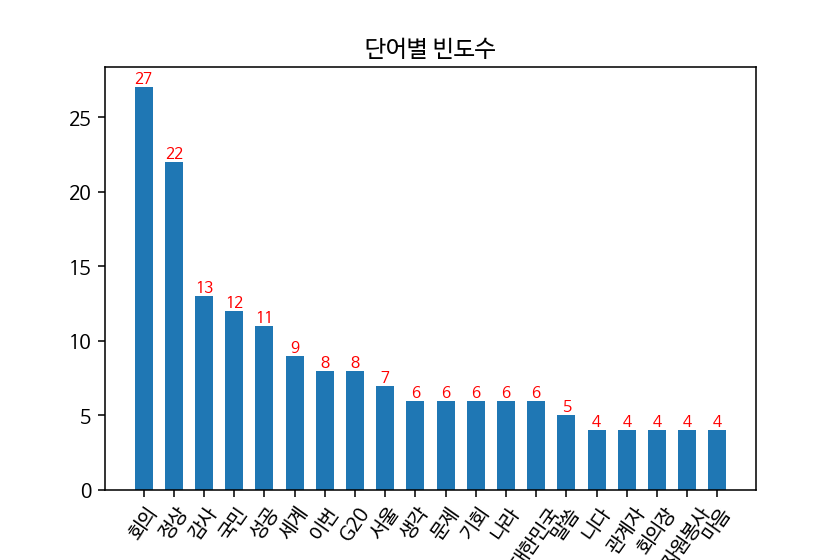 단어별 빈도수
27
22
13
12
11
9
8
8
7
6
6
6
6
6
5
4
4
4
4
4
25
20
15
10
5
0
회의
정상
감사
국민
성공
세계
이번
G20
서울
생각
문제
기회
나라
대한민국
말씀
니다
관계자
회의장
자원봉사
마음